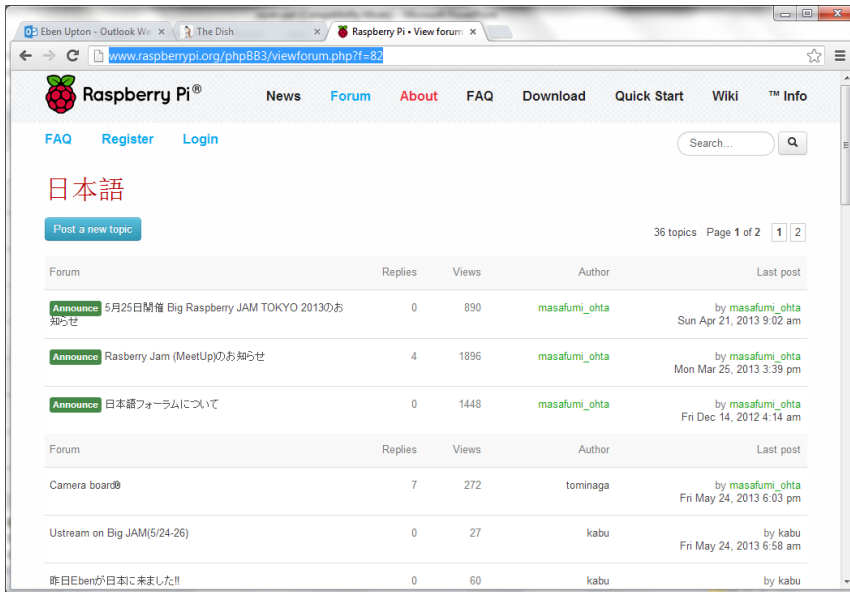 Eben Upton - Outlook We
The Dish
Raspberry Pi • View forum
www.raspberrypi.org/phpBB3/viewforum.php?f=82
Raspberry Pi® News Forum About FAQ Download Quick Start Wiki ™ Info
FAQ Register Login Search...
日本語
Post a new topic 36 topics Page 1 of 2 1 2
Forum Replies Views Author Last post
Announce 5月25日開催 Big Raspberry JAM TOKYO 2013のお 0 890 masafumi_ohta by masafumi_ohta
知らせ Sun Apr 21, 2013 9:02 am
Announce Rasberry Jam (MeetUp)のお知らせ 4 1896 masafumi_ohta by masafumi_ohta
Mon Mar 25, 2013 3:39 pm
Announce 日本語フォーラムについて 0 1448 masafumi_ohta by masafumi_ohta
Fri Dec 14, 2012 4:14 am
Forum Replies Views Author Last post
Camera board 7 272 tominaga by masafumi_ohta
Fri May 24, 2013 6:03 pm
Ustream on Big JAM(5/24-26) 0 27 kabu by kabu
Fri May 24, 2013 6:58 am
昨日Ebenが日本に来ました!! 0 60 kabu by kabu